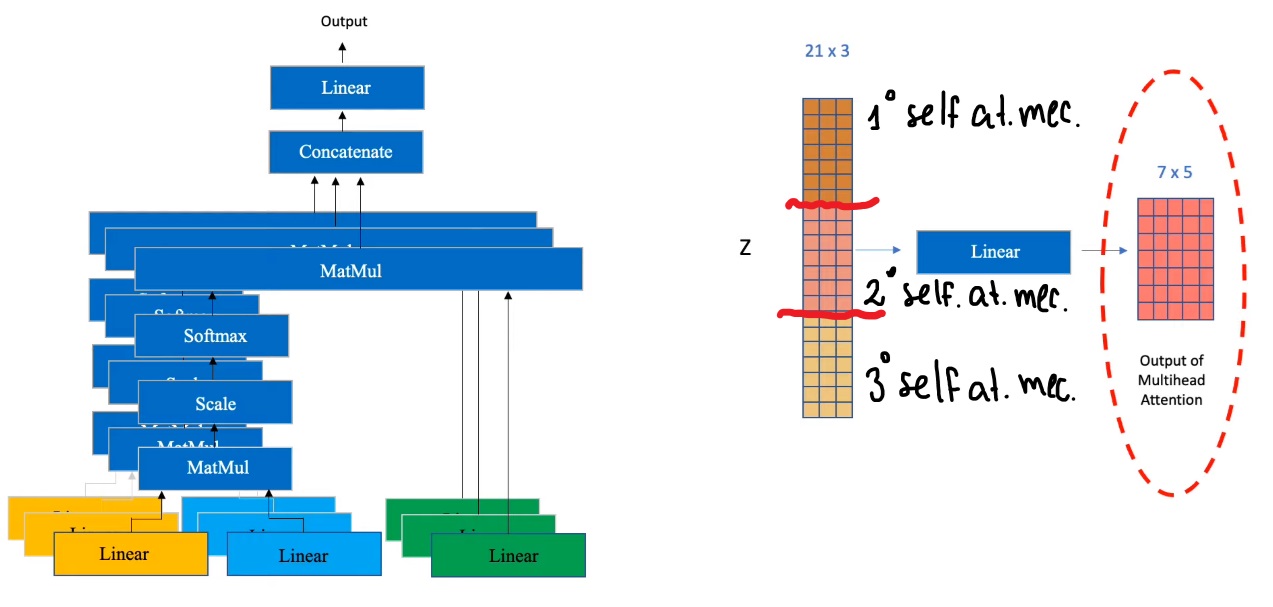 Output
Linear
Concatenate
MatMul
Softmax
Scale
MatMul
MatMul
Linear
Linear
Linear
21 x 3
1° self at. mec.
7 x 5
Z
Linear
2° self. at. mec.
3° self at. mec.
Output of
Multihead
Attention